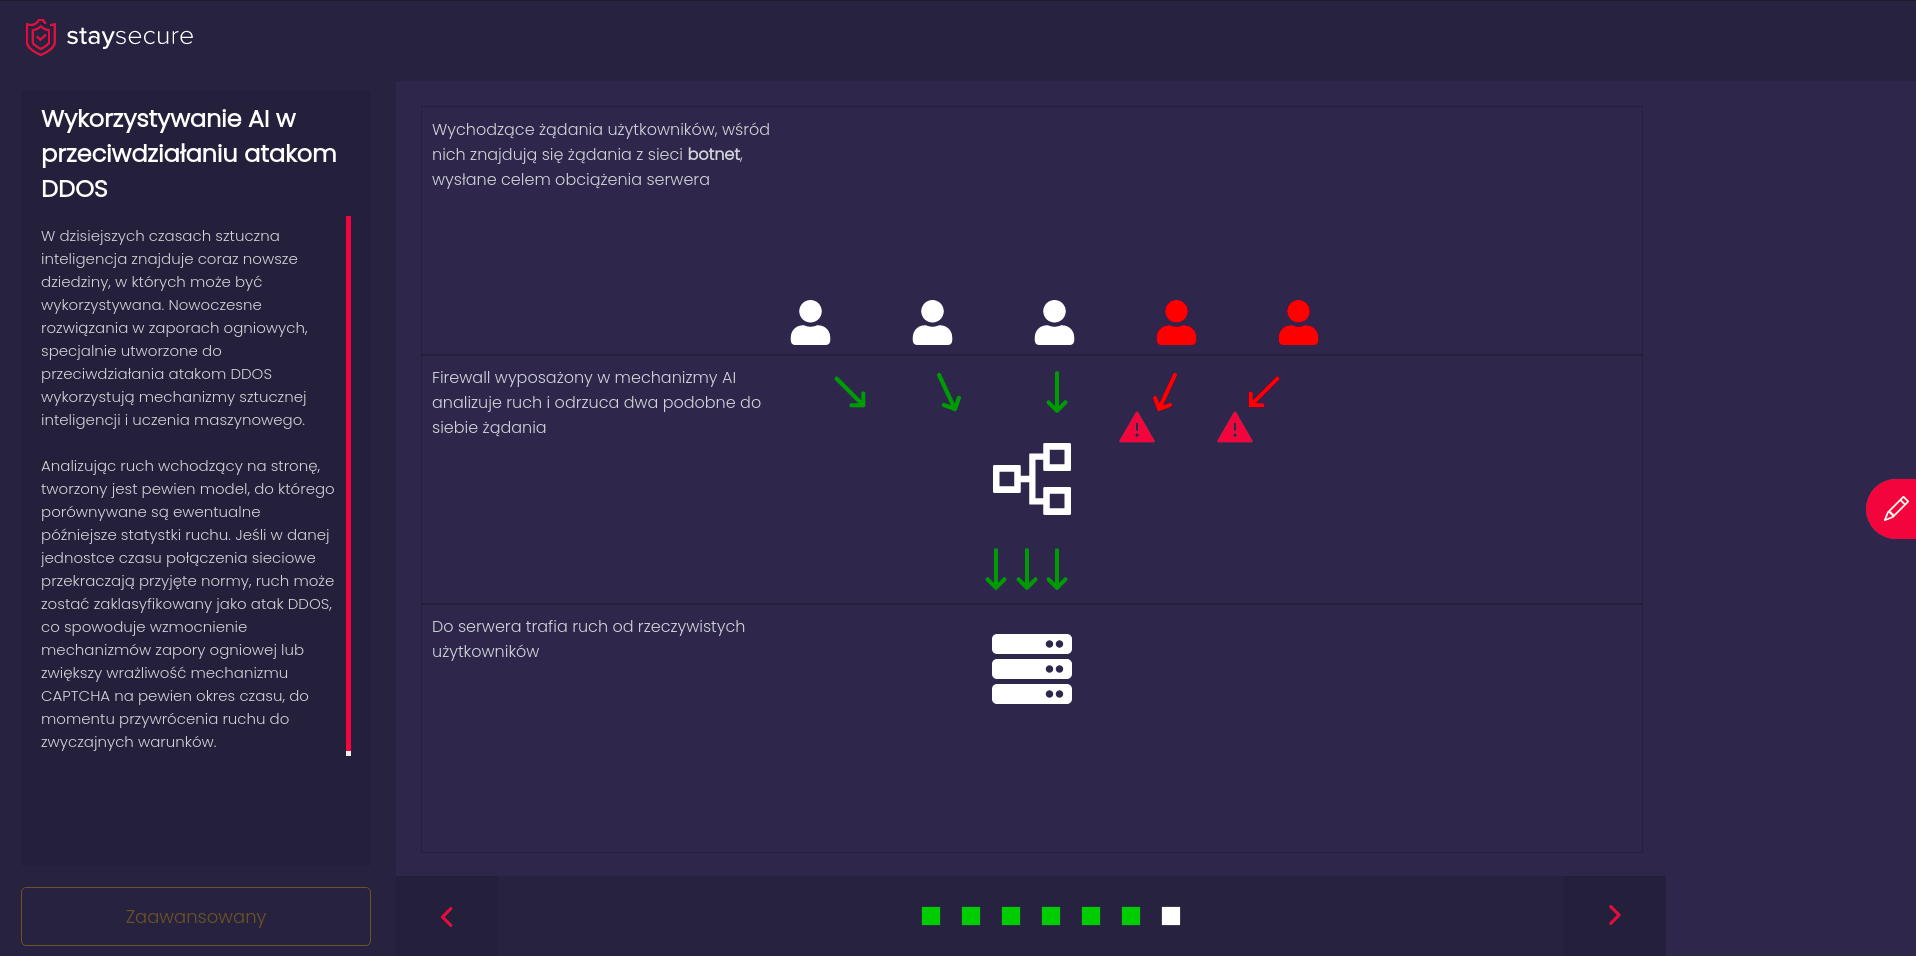 staysecure
Wykorzystywanie AI w
przeciwdziałaniu atakom
DDOS
W dzisiejszych czasach sztuczna
inteligencja znajduje coraz nowsze
dziedziny, w których może być
wykorzystywana. Nowoczesne
rozwiązania w zaporach ogniowych,
specjalnie utworzone do
przeciwdziałania atakom DDOS
wykorzystują mechanizmy sztucznej
inteligencji i uczenia maszynowego.
Analizując ruch wchodzący na stronę,
tworzony jest pewien model, do którego
porównywane są ewentualne
późniejsze statystki ruchu. Jeśli w danej
jednostce czasu połączenia sieciowe
przekraczają przyjęte normy, ruch może
zostać zaklasyfikowany jako atak DDOS,
co spowoduje wzmocnienie
mechanizmów zapory ogniowej lub
zwiększy wrażliwość mechanizmu
CAPTCHA na pewien okres czasu, do
momentu przywrócenia ruchu do
zwyczajnych warunków.
Zaawansowany
Wychodzące żądania użytkowników, wśród
nich znajdują się żądania z sieci botnet,
wysłane celem obciążenia serwera
Firewall wyposażony w mechanizmy AI
analizuje ruch i odrzuca dwa podobne do
siebie żądania
Do serwera trafia ruch od rzeczywistych
użytkowników